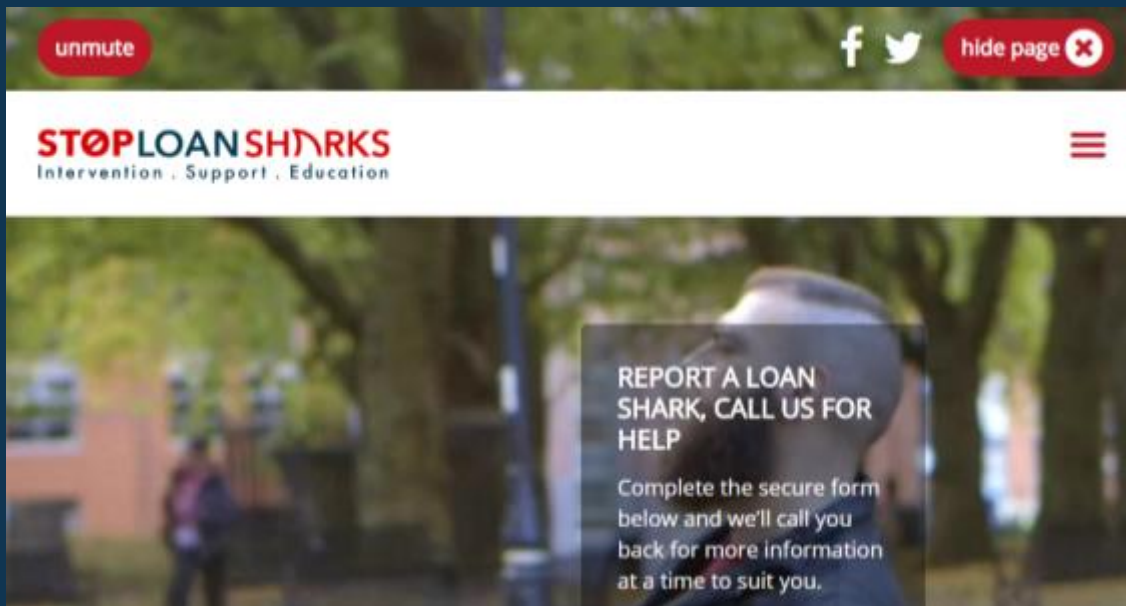 unmute
hide page
STØPLOANSHARKS
Intervention . Support . Education
REPORT A LOAN
SHARK, CALL US FOR
HELP
Complete the secure form
below and we'll call you
back for more information
at a time to suit you.